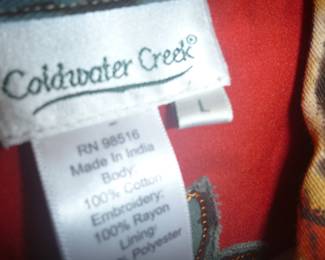 Coldwater Creek®
L
RN 98516
Made In India
Body:
100% Cotton
Embroidery:
100% Rayon
Lining:
Polyester